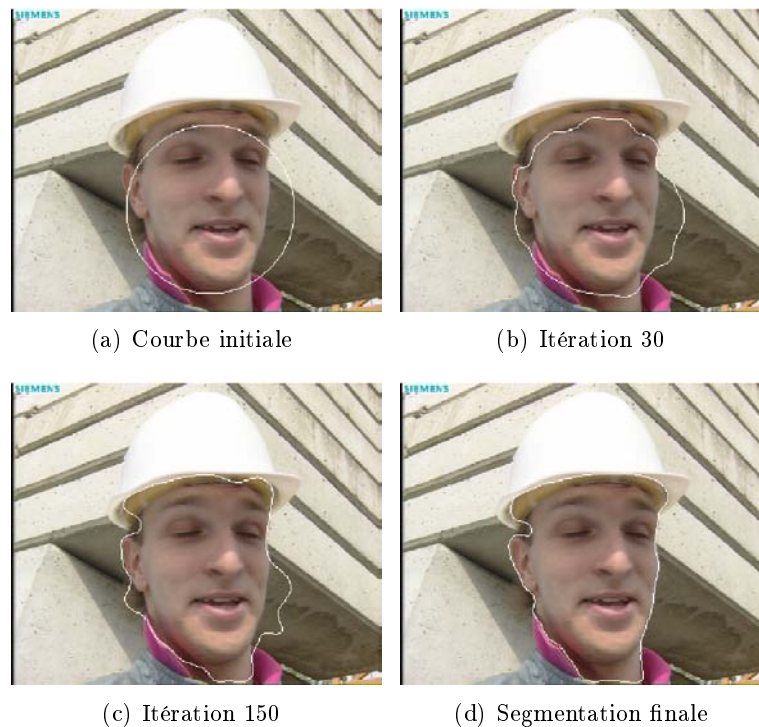 SIEMENS
SIEMENS
(a) Courbe initiale
(b) Itération 30
SIEMENS
SIEMENS
(c) Itération 150
(d) Segmentation finale